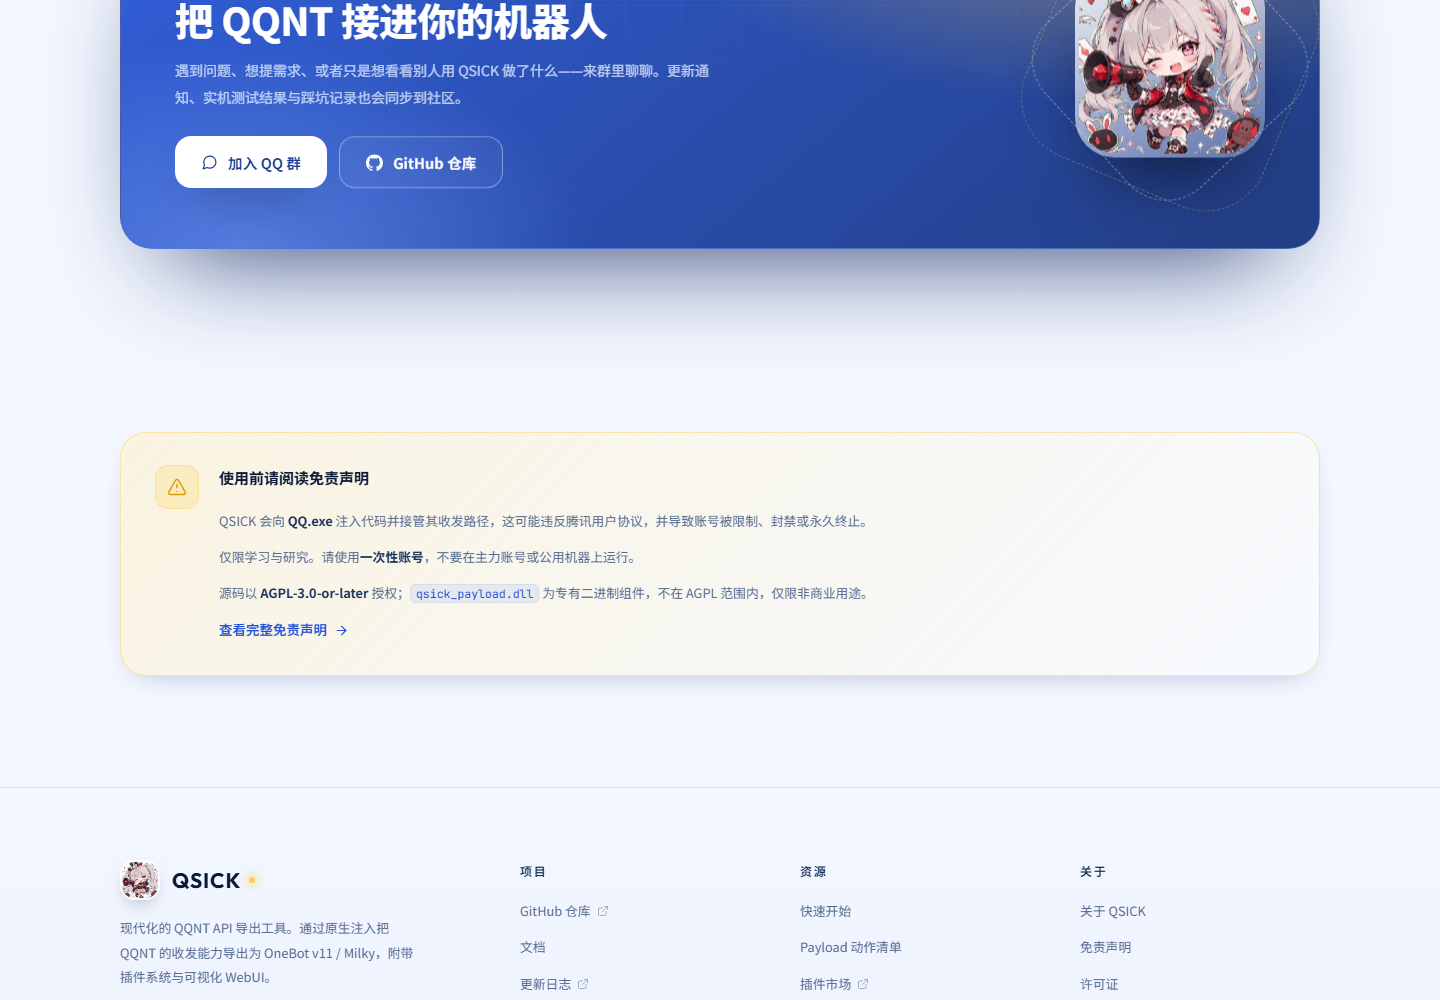 把 QQNT 接进你的机器人
遇到问题、想提需求、或者只是想看看别人用 QSICK 做了什么——来群里聊聊。更新通
知、实机测试结果与踩坑记录也会同步到社区。
加入 QQ 群
GitHub 仓库
使用前请阅读免责声明
QSICK 会向 QQ.exe 注入代码并接管其收发路径，这可能违反腾讯用户协议，并导致账号被限制、封禁或永久终止。
仅限学习与研究。请使用一次性账号，不要在主力账号或公用机器上运行。
源码以 AGPL-3.0-or-later 授权；qsick_payload.dll 为专有二进制组件，不在 AGPL 范围内，仅限非商业用途。
查看完整免责声明 →
QSICK
现代化的 QQNT API 导出工具。通过原生注入把
QQNT 的收发能力导出为 OneBot v11 / Milky，附带
插件系统与可视化 WebUI。
项目
GitHub 仓库
文档
更新日志
资源
快速开始
Payload 动作清单
插件市场
关于
关于 QSICK
免责声明
许可证